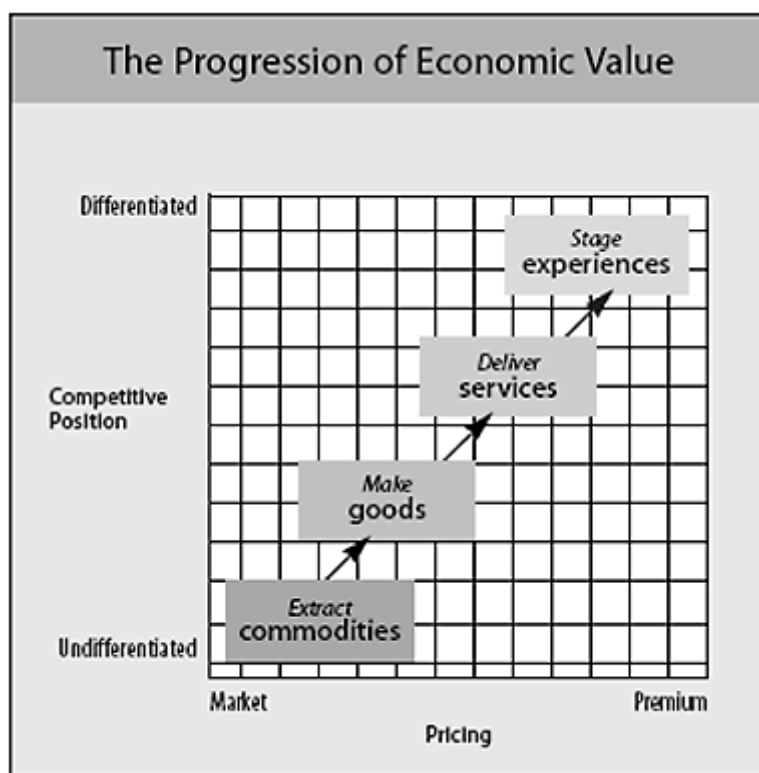 The Progression of Economic Value
Differentiated
Stage
experiences
Deliver
services
Competitive
Position
Make
goods
Extract
commodities
Undifferentiated
Market
Premium
Pricing